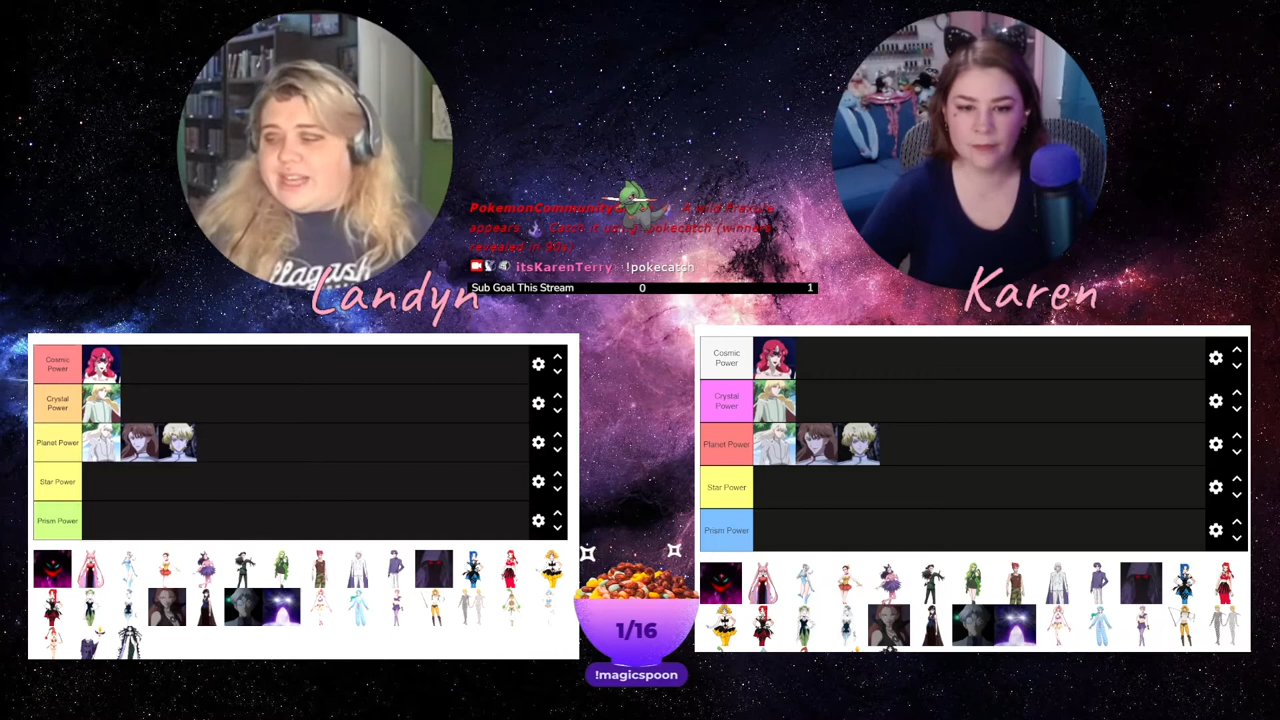 llagash
PokemonCommunityG
appears
Catch it using !pokecatch (winners
revealed in 90s)
itsKarenTerry: !pokecatch
Landyn
Karen
Sub Goal This Stream 0 1
Cosmic
Power
Crystal
Power
Planet Power
Star Power
Prism Power
Cosmic
Power
Crystal
Power
Planet Power
Star Power
Prism Power
1/16
!magicspoon